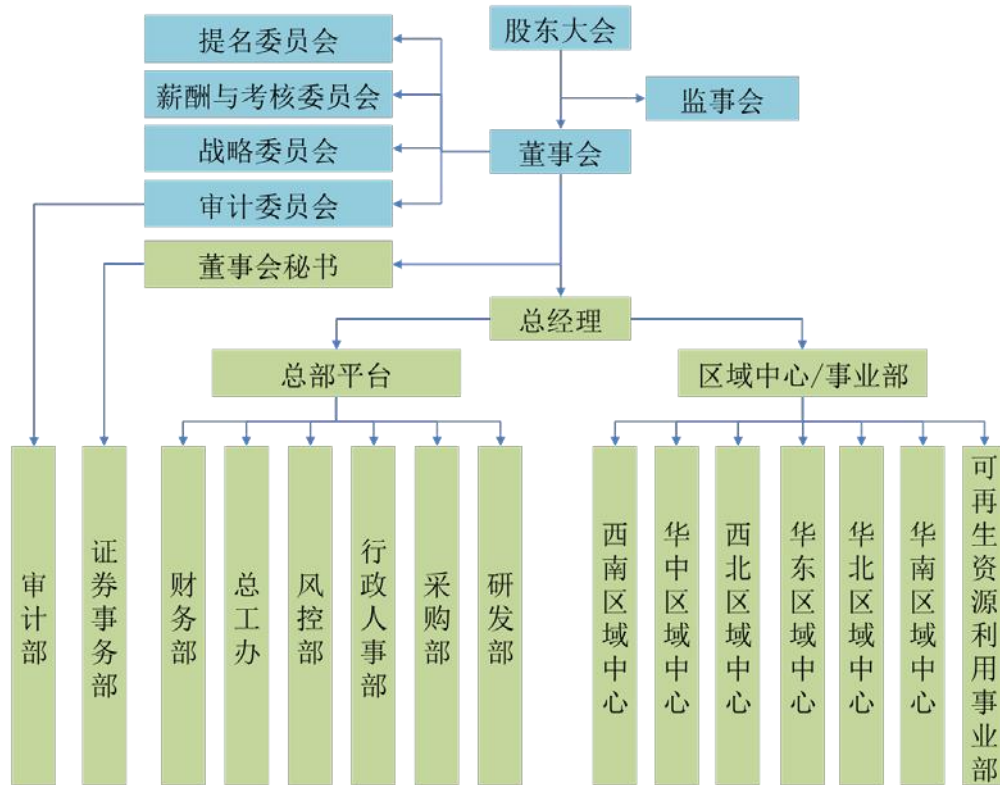 提名委员会
股东大会
薪酬与考核委员会
监事会
战略委员会
董事会
审计委员会
董事会秘书
总经理
总部平台
区域中心/事业部
审计部
证券事务部
财务部
总工办
风控部
行政人事部
采购部
研发部
西南区域中心
华中区域中心
西北区域中心
华东区域中心
华北区域中心
华南区域中心
可再生资源利用事业部